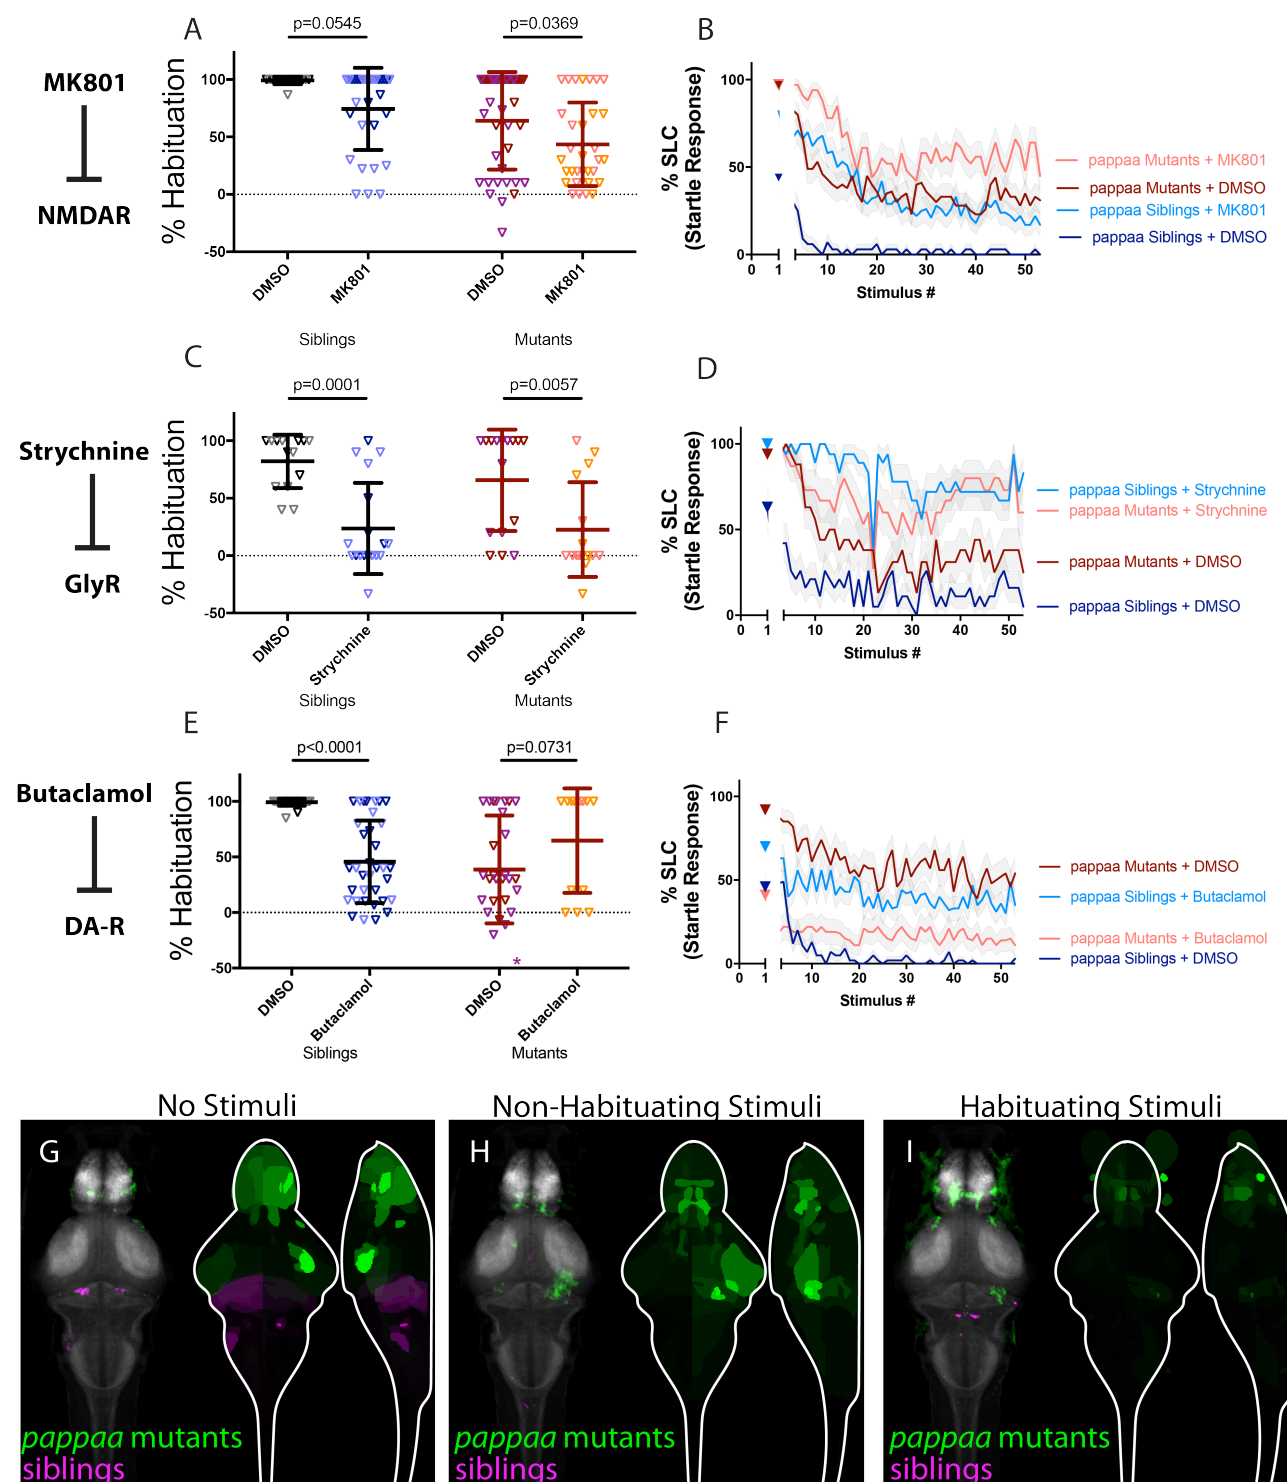 A
p=0.0545
p=0.0369
MK801
NMDAR
% Habituation
100
50
0
-50
DMSO
MK801
DMSO
MK801
Siblings
Mutants
B
% SLC
(Startle Response)
100
50
0
0
1
10
20
30
40
50
Stimulus #
pappaa Mutants + MK801
pappaa Mutants + DMSO
pappaa Siblings + MK801
pappaa Siblings + DMSO
C
p=0.0001
p=0.0057
Strychnine
GlyR
% Habituation
100
50
0
-50
DMSO
Strychnine
DMSO
Strychnine
Siblings
Mutants
D
% SLC
(Startle Response)
100
50
0
0
1
10
20
30
40
50
Stimulus #
pappaa Siblings + Strychnine
pappaa Mutants + Strychnine
pappaa Mutants + DMSO
pappaa Siblings + DMSO
E
p<0.0001
p=0.0731
Butaclamol
DA-R
% Habituation
100
50
0
-50
*
DMSO
Butaclamol
DMSO
Butaclamol
Siblings
Mutants
F
% SLC
(Startle Response)
100
50
0
0
1
10
20
30
40
50
Stimulus #
pappaa Mutants + DMSO
pappaa Siblings + Butaclamol
pappaa Mutants + Butaclamol
pappaa Siblings + DMSO
No Stimuli
G
pappaa mutants
siblings
Non-Habituating Stimuli
H
pappaa mutants
siblings
Habituating Stimuli
I
pappaa mutants
siblings